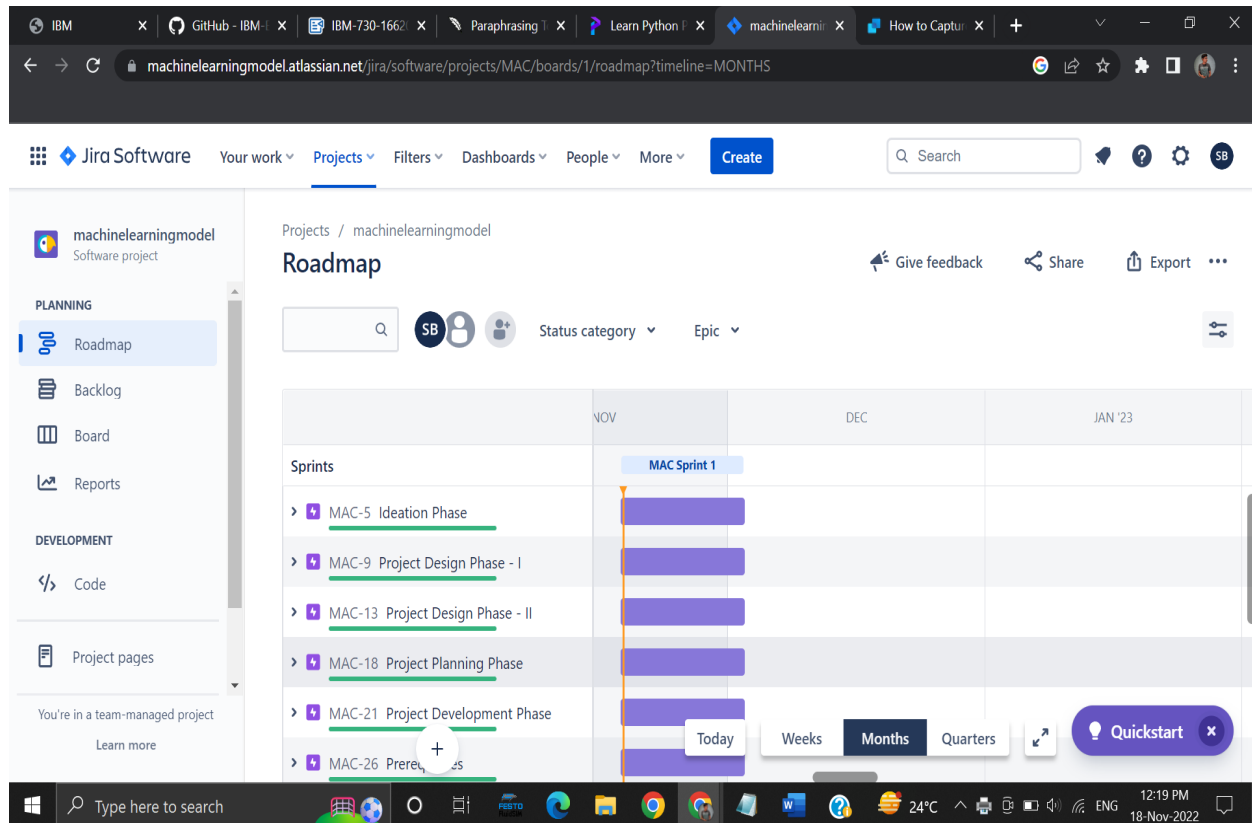 IBM
GitHub - IBM-F
IBM-730-1662
Paraphrasing T
Learn Python P
machinelearnin
How to Captur
machinelearningmodel.atlassian.net/jira/software/projects/MAC/boards/1/roadmap?timeline=MONTHS
Jira Software Your work Projects Filters Dashboards People More Create Search SB
machinelearningmodel
Software project
PLANNING
Roadmap
Backlog
Board
Reports
DEVELOPMENT
Code
Project pages
You're in a team-managed project
Learn more
Projects / machinelearningmodel
Roadmap
Give feedback Share Export
SB Status category Epic
NOV DEC JAN '23
Sprints MAC Sprint 1
MAC-5 Ideation Phase
MAC-9 Project Design Phase - I
MAC-13 Project Design Phase - II
MAC-18 Project Planning Phase
MAC-21 Project Development Phase
MAC-26
Today Weeks Months Quarters
Quickstart
Type here to search
FESTO
24°C ENG 12:19 PM
18-Nov-2022